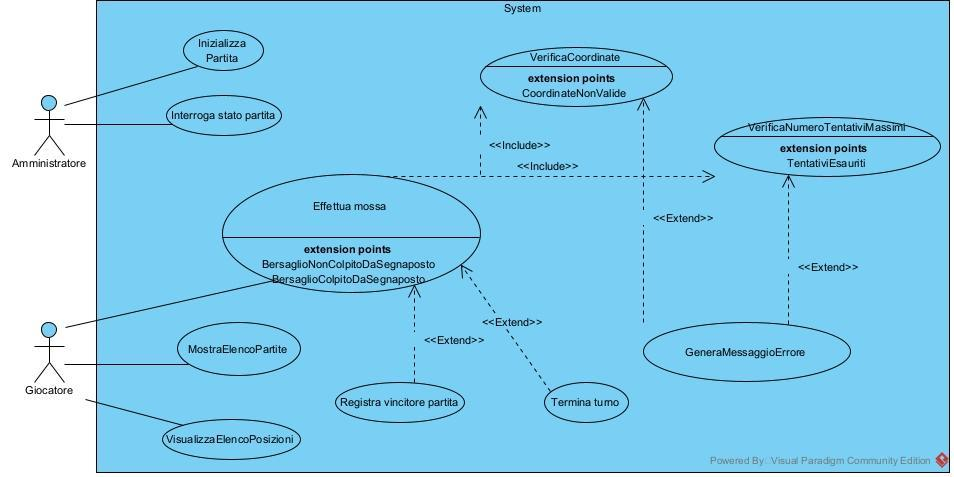 System
Inizializza
Partita
VerificaCoordinate
extension points
CoordinateNonValide
Interroga stato partita
Amministratore
VerificaNumeroTentativiMassimi
extension points
TentativiEsauriti
<<Include>>
<<Include>>
Effettua mossa
extension points
BersaglioNonColpitoDaSegnaposto
BersaglioColpitoDaSegnaposto
<<Extend>>
<<Extend>>
<<Extend>>
<<Extend>>
MostraElencoPartite
GeneraMessaggioErrore
Giocatore
Registra vincitore partita
Termina turno
VisualizzaElencoPosizioni
Powered By Visual Paradigm Community Edition